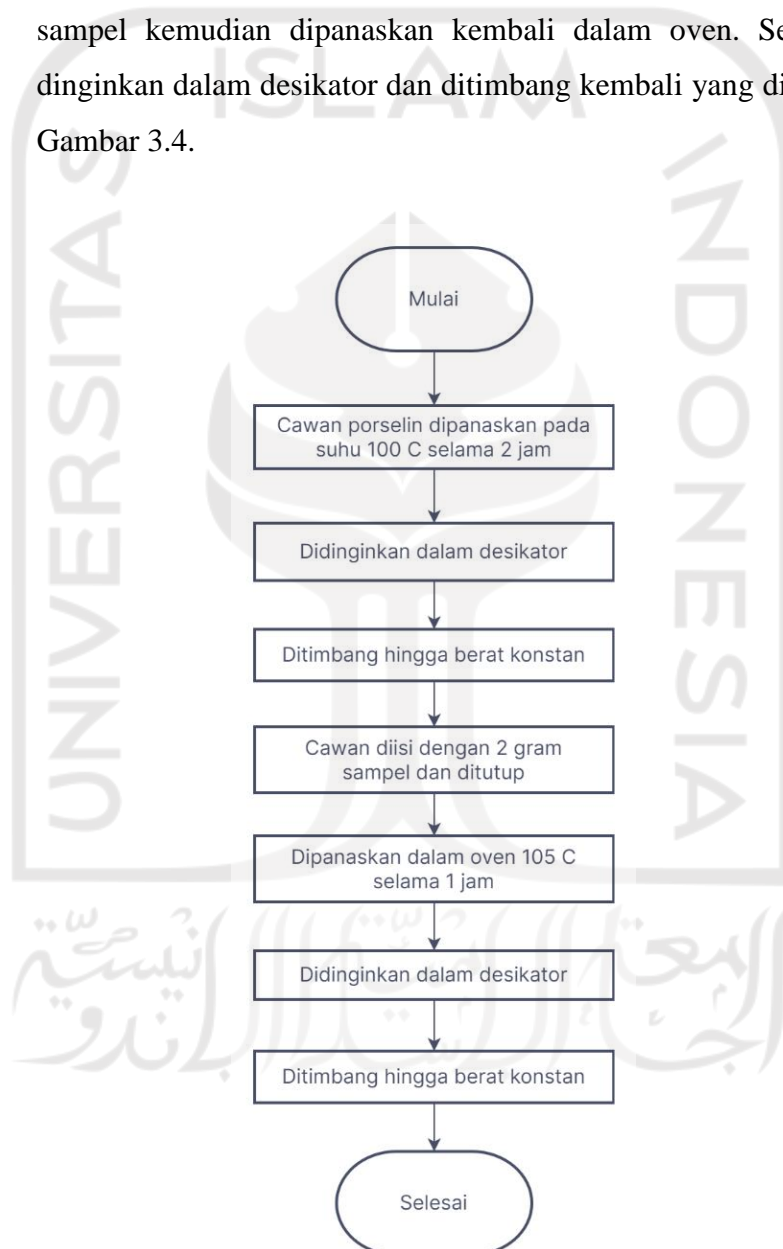 sampel kemudian dipanaskan kembali dalam oven. Se
dinginkan dalam desikator dan ditimbang kembali yang di
Gambar 3.4.
ISLAM
UNIVERSITAS
INDONESIA
Mulai
Cawan porselin dipanaskan pada
suhu 100 C selama 2 jam
Didinginkan dalam desikator
Ditimbang hingga berat konstan
Cawan diisi dengan 2 gram
sampel dan ditutup
Dipanaskan dalam oven 105 C
selama 1 jam
Didinginkan dalam desikator
Ditimbang hingga berat konstan
Selesai